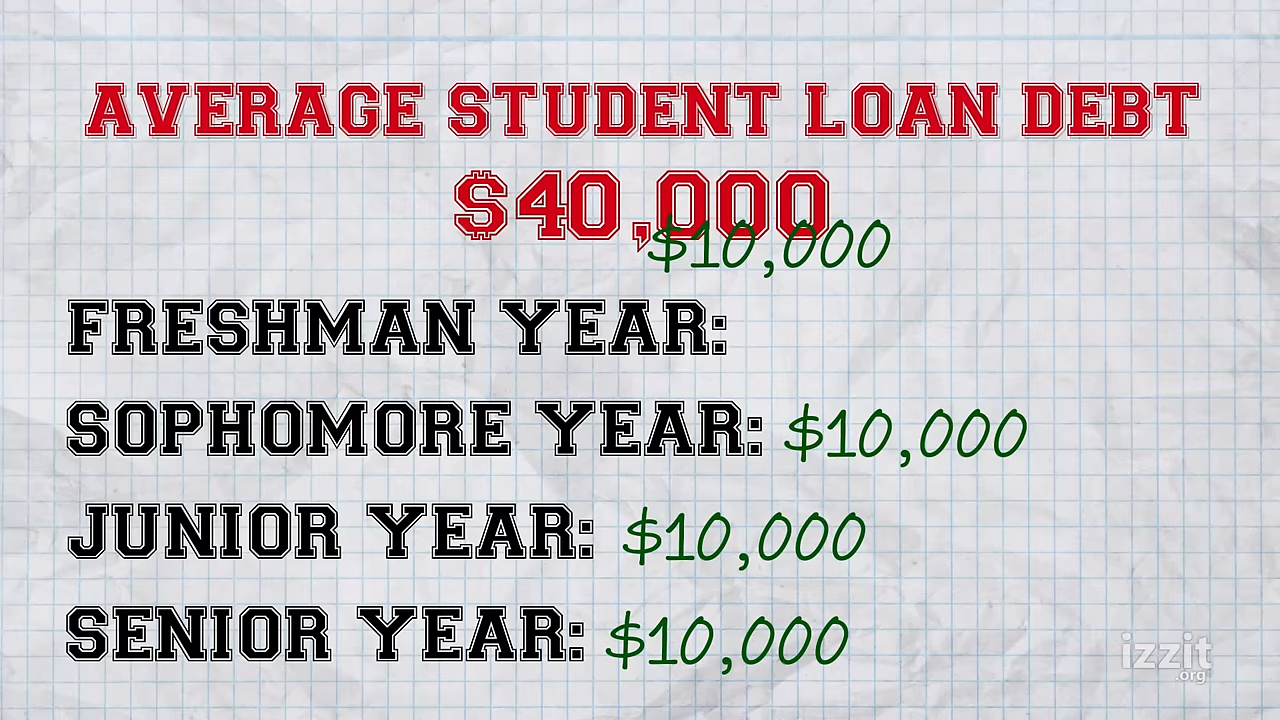 AVERAGE STUDENT LOAN DEBT
$40,000
$10,000
FRESHMAN YEAR:
SOPHOMORE YEAR: $10,000
JUNIOR YEAR: $10,000
SENIOR YEAR: $10,000
izzit
.org